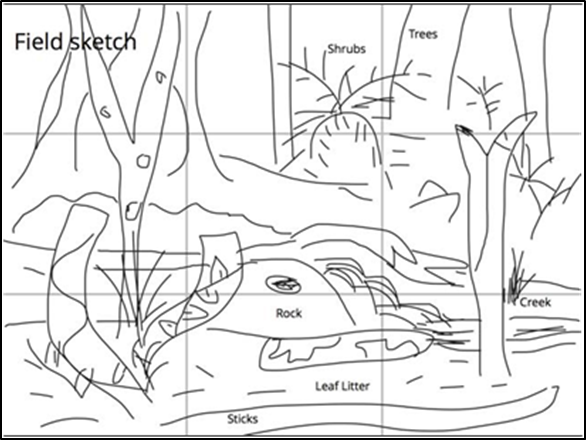 Field sketch
Trees
Shrubs
Creek
Rock
Leaf Litter
Sticks